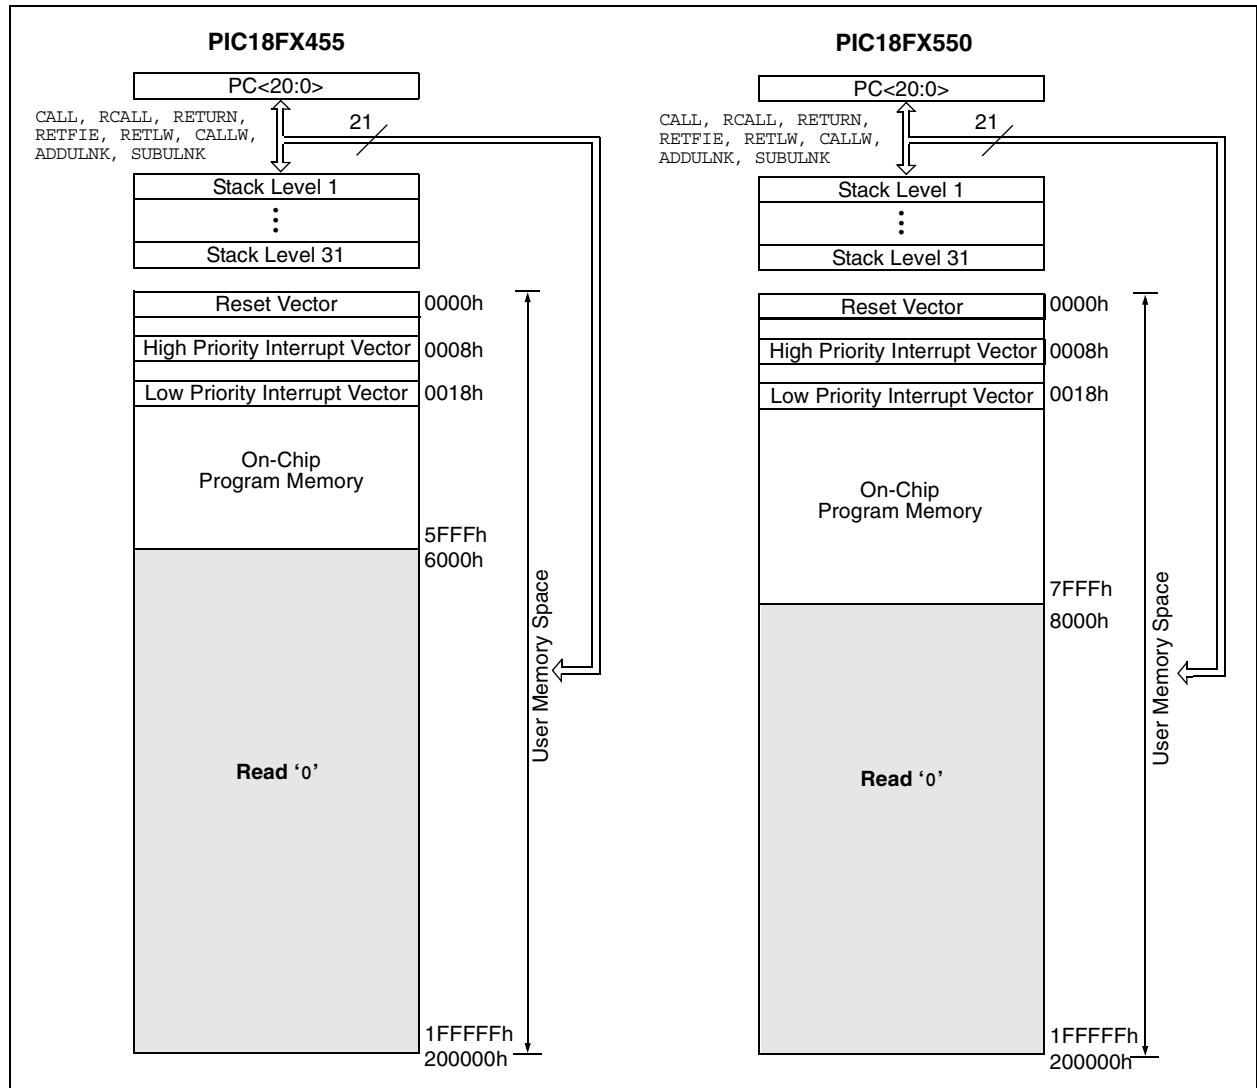 PIC18FX455
PC<20:0>
CALL, RCALL, RETURN,
RETFIE, RETLW, CALLW,
ADDULNK, SUBULNK
21
Stack Level 1
Stack Level 31
Reset Vector
0000h
High Priority Interrupt Vector
0008h
Low Priority Interrupt Vector
0018h
On-Chip
Program Memory
5FFFh
6000h
User Memory Space
Read ‘0’
1FFFFFh
200000h
PIC18FX550
PC<20:0>
CALL, RCALL, RETURN,
RETFIE, RETLW, CALLW,
ADDULNK, SUBULNK
21
Stack Level 1
Stack Level 31
Reset Vector
0000h
High Priority Interrupt Vector
0008h
Low Priority Interrupt Vector
0018h
On-Chip
Program Memory
7FFFh
8000h
User Memory Space
Read ‘0’
1FFFFFh
200000h